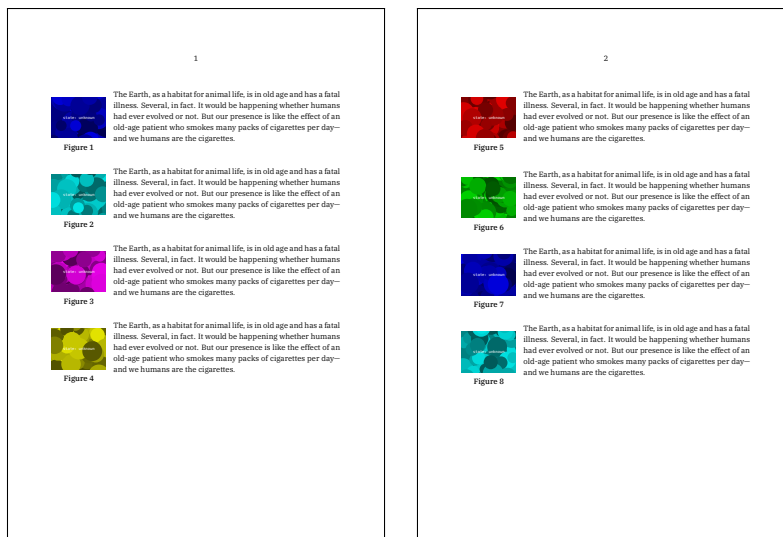 1
state: unknown
Figure 1
The Earth, as a habitat for animal life, is in old age and has a fatal
illness. Several, in fact. It would be happening whether humans
had ever evolved or not. But our presence is like the effect of an
old-age patient who smokes many packs of cigarettes per day—
and we humans are the cigarettes.
state: unknown
Figure 2
The Earth, as a habitat for animal life, is in old age and has a fatal
illness. Several, in fact. It would be happening whether humans
had ever evolved or not. But our presence is like the effect of an
old-age patient who smokes many packs of cigarettes per day—
and we humans are the cigarettes.
state: unknown
Figure 3
The Earth, as a habitat for animal life, is in old age and has a fatal
illness. Several, in fact. It would be happening whether humans
had ever evolved or not. But our presence is like the effect of an
old-age patient who smokes many packs of cigarettes per day—
and we humans are the cigarettes.
state: unknown
Figure 4
The Earth, as a habitat for animal life, is in old age and has a fatal
illness. Several, in fact. It would be happening whether humans
had ever evolved or not. But our presence is like the effect of an
old-age patient who smokes many packs of cigarettes per day—
and we humans are the cigarettes.
2
state: unknown
Figure 5
The Earth, as a habitat for animal life, is in old age and has a fatal
illness. Several, in fact. It would be happening whether humans
had ever evolved or not. But our presence is like the effect of an
old-age patient who smokes many packs of cigarettes per day—
and we humans are the cigarettes.
state: unknown
Figure 6
The Earth, as a habitat for animal life, is in old age and has a fatal
illness. Several, in fact. It would be happening whether humans
had ever evolved or not. But our presence is like the effect of an
old-age patient who smokes many packs of cigarettes per day—
and we humans are the cigarettes.
state: unknown
Figure 7
The Earth, as a habitat for animal life, is in old age and has a fatal
illness. Several, in fact. It would be happening whether humans
had ever evolved or not. But our presence is like the effect of an
old-age patient who smokes many packs of cigarettes per day—
and we humans are the cigarettes.
state: unknown
Figure 8
The Earth, as a habitat for animal life, is in old age and has a fatal
illness. Several, in fact. It would be happening whether humans
had ever evolved or not. But our presence is like the effect of an
old-age patient who smokes many packs of cigarettes per day—
and we humans are the cigarettes.